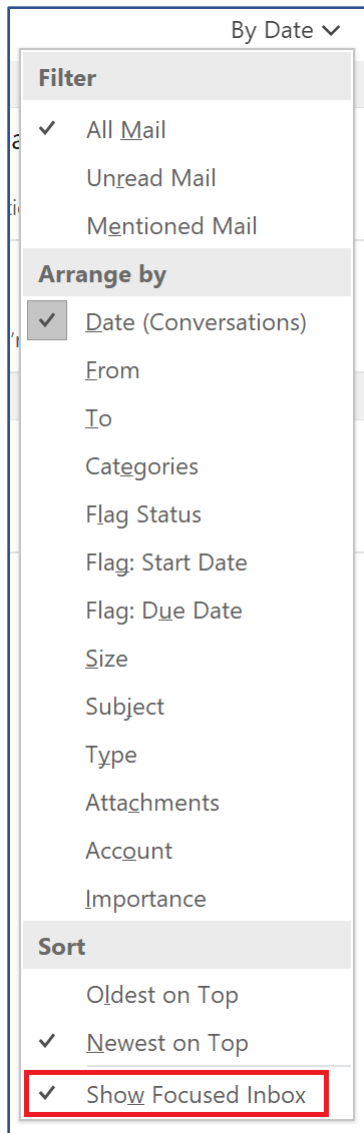 By Date
Filter
All Mail
Unread Mail
Mentioned Mail
Arrange by
Date (Conversations)
From
To
Categories
Flag Status
Flag: Start Date
Flag: Due Date
Size
Subject
Type
Attachments
Account
Importance
Sort
Oldest on Top
Newest on Top
Show Focused Inbox